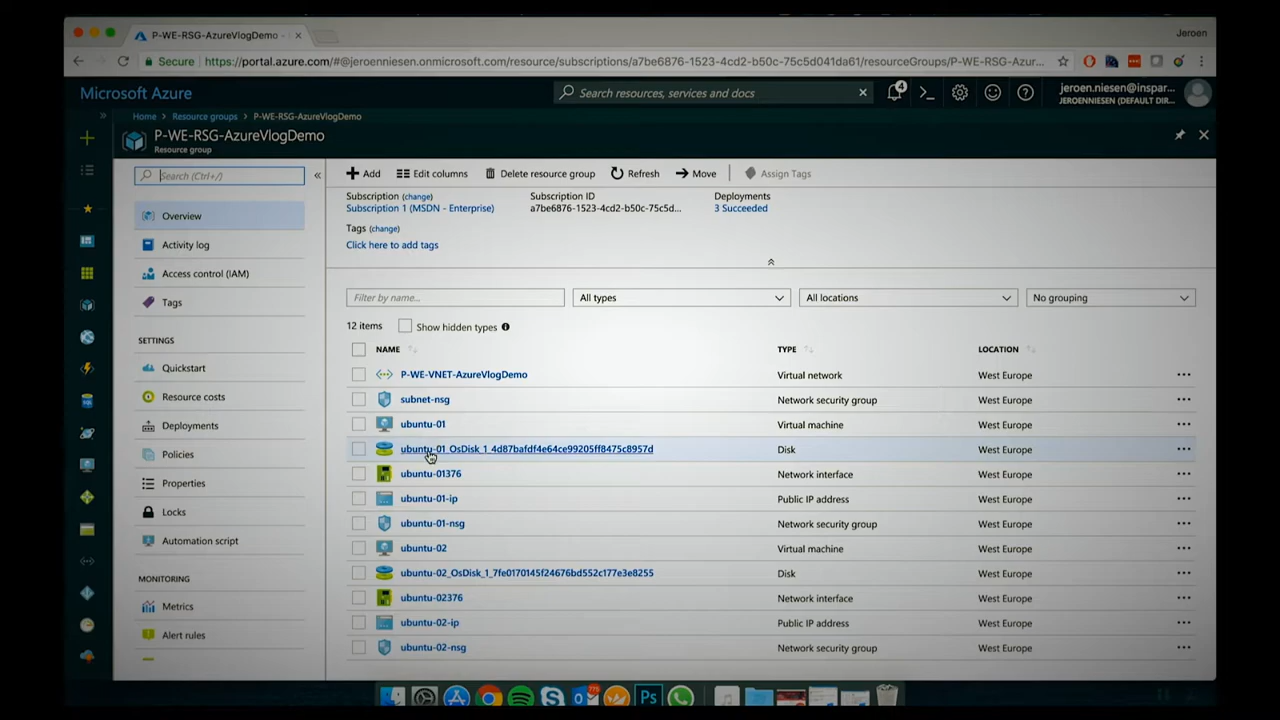 P-WE-RSG-AzureVlogDemo - ×
Jeroen
Secure https://portal.azure.com/#@jeroenniesen.onmicrosoft.com/resource/subscriptions/a7be6876-1523-4cd2-b50c-75c5d041da61/resourceGroups/P-WE-RSG-Azur...
Microsoft Azure
Search resources, services and docs
4
jeroen.niesen@inspar...
JEROENNIESEN (DEFAULT DIR...
Home > Resource groups > P-WE-RSG-AzureVlogDemo
P-WE-RSG-AzureVlogDemo
Resource group
Search (Ctrl+/)
Overview
Activity log
Access control (IAM)
Tags
SETTINGS
Quickstart
Resource costs
Deployments
Policies
Properties
Locks
Automation script
MONITORING
Metrics
Alert rules
Add Edit columns Delete resource group Refresh Move Assign Tags
Subscription (change) Subscription ID Deployments
Subscription 1 (MSDN - Enterprise) a7be6876-1523-4cd2-b50c-75c5d... 3 Succeeded
Tags (change)
Click here to add tags
Filter by name... All types All locations No grouping
12 items Show hidden types
NAME TYPE LOCATION
P-WE-VNET-AzureVlogDemo Virtual network West Europe ...
subnet-nsg Network security group West Europe ...
ubuntu-01 Virtual machine West Europe ...
ubuntu-01_OsDisk_1_4d87bafdf4e64ce99205ff8475c8957d Disk West Europe ...
ubuntu-01376 Network interface West Europe ...
ubuntu-01-ip Public IP address West Europe ...
ubuntu-01-nsg Network security group West Europe ...
ubuntu-02 Virtual machine West Europe ...
ubuntu-02_OsDisk_1_7fe0170145f24676bd552c177e3e8255 Disk West Europe ...
ubuntu-02376 Network interface West Europe ...
ubuntu-02-ip Public IP address West Europe ...
ubuntu-02-nsg Network security group West Europe ...
Ps